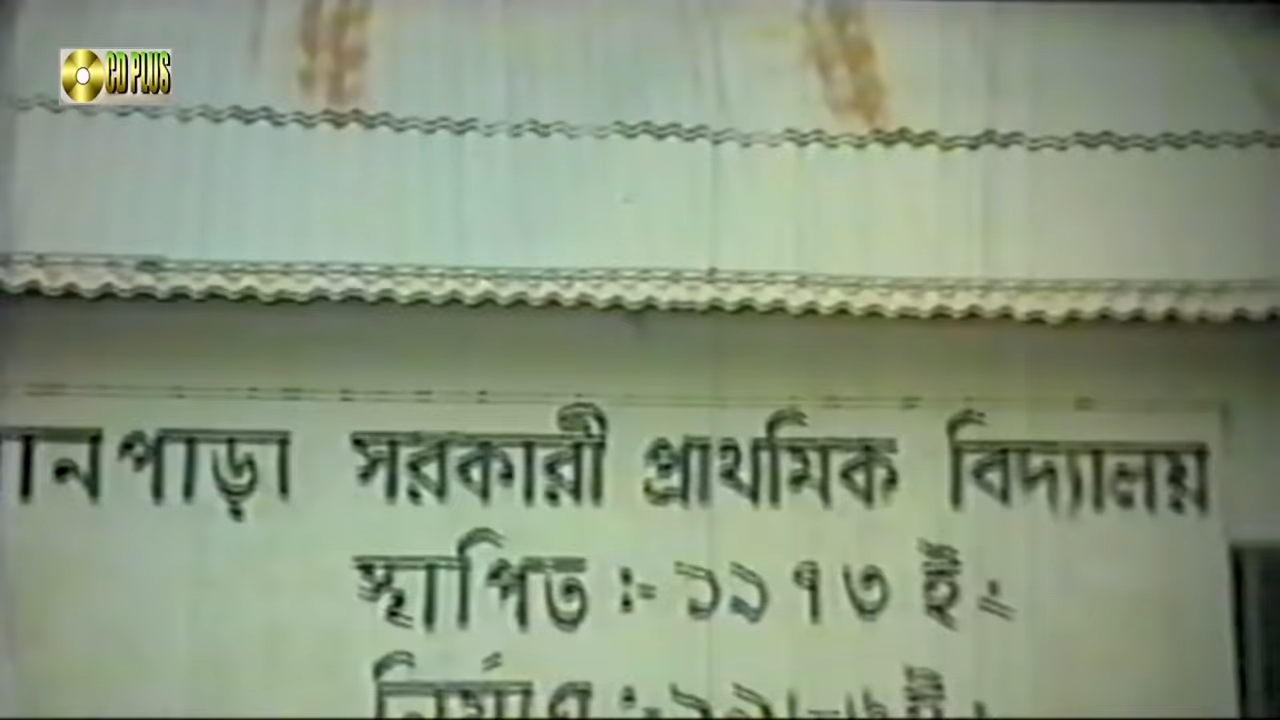 CD PLUS
ানপাড়া সরকারী প্রাথমিক বিদ্যালয়
স্থাপিত :- ১৯৭৩ ইং
নির্মাণ :-